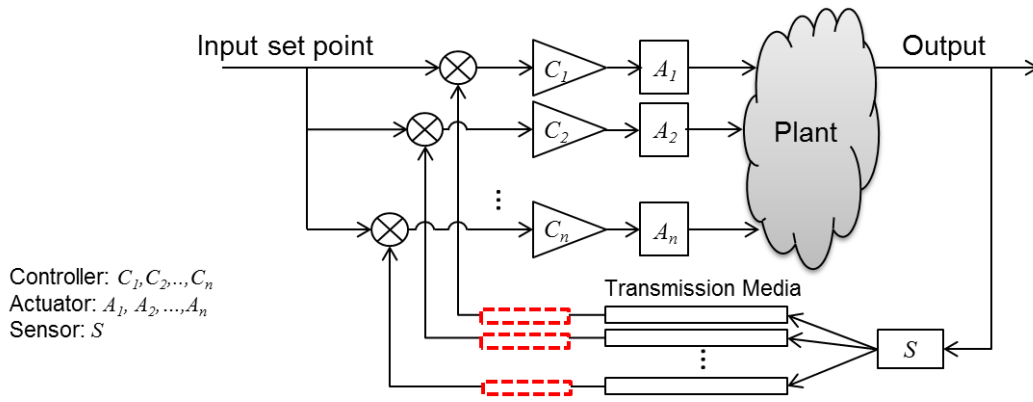 Input set point
Output
C1
A1
C2
A2
Plant
⋮
Cn
An
Controller: C1,C2,..,Cn
Actuator: A1, A2,...,An
Sensor: S
Transmission Media
⋮
S